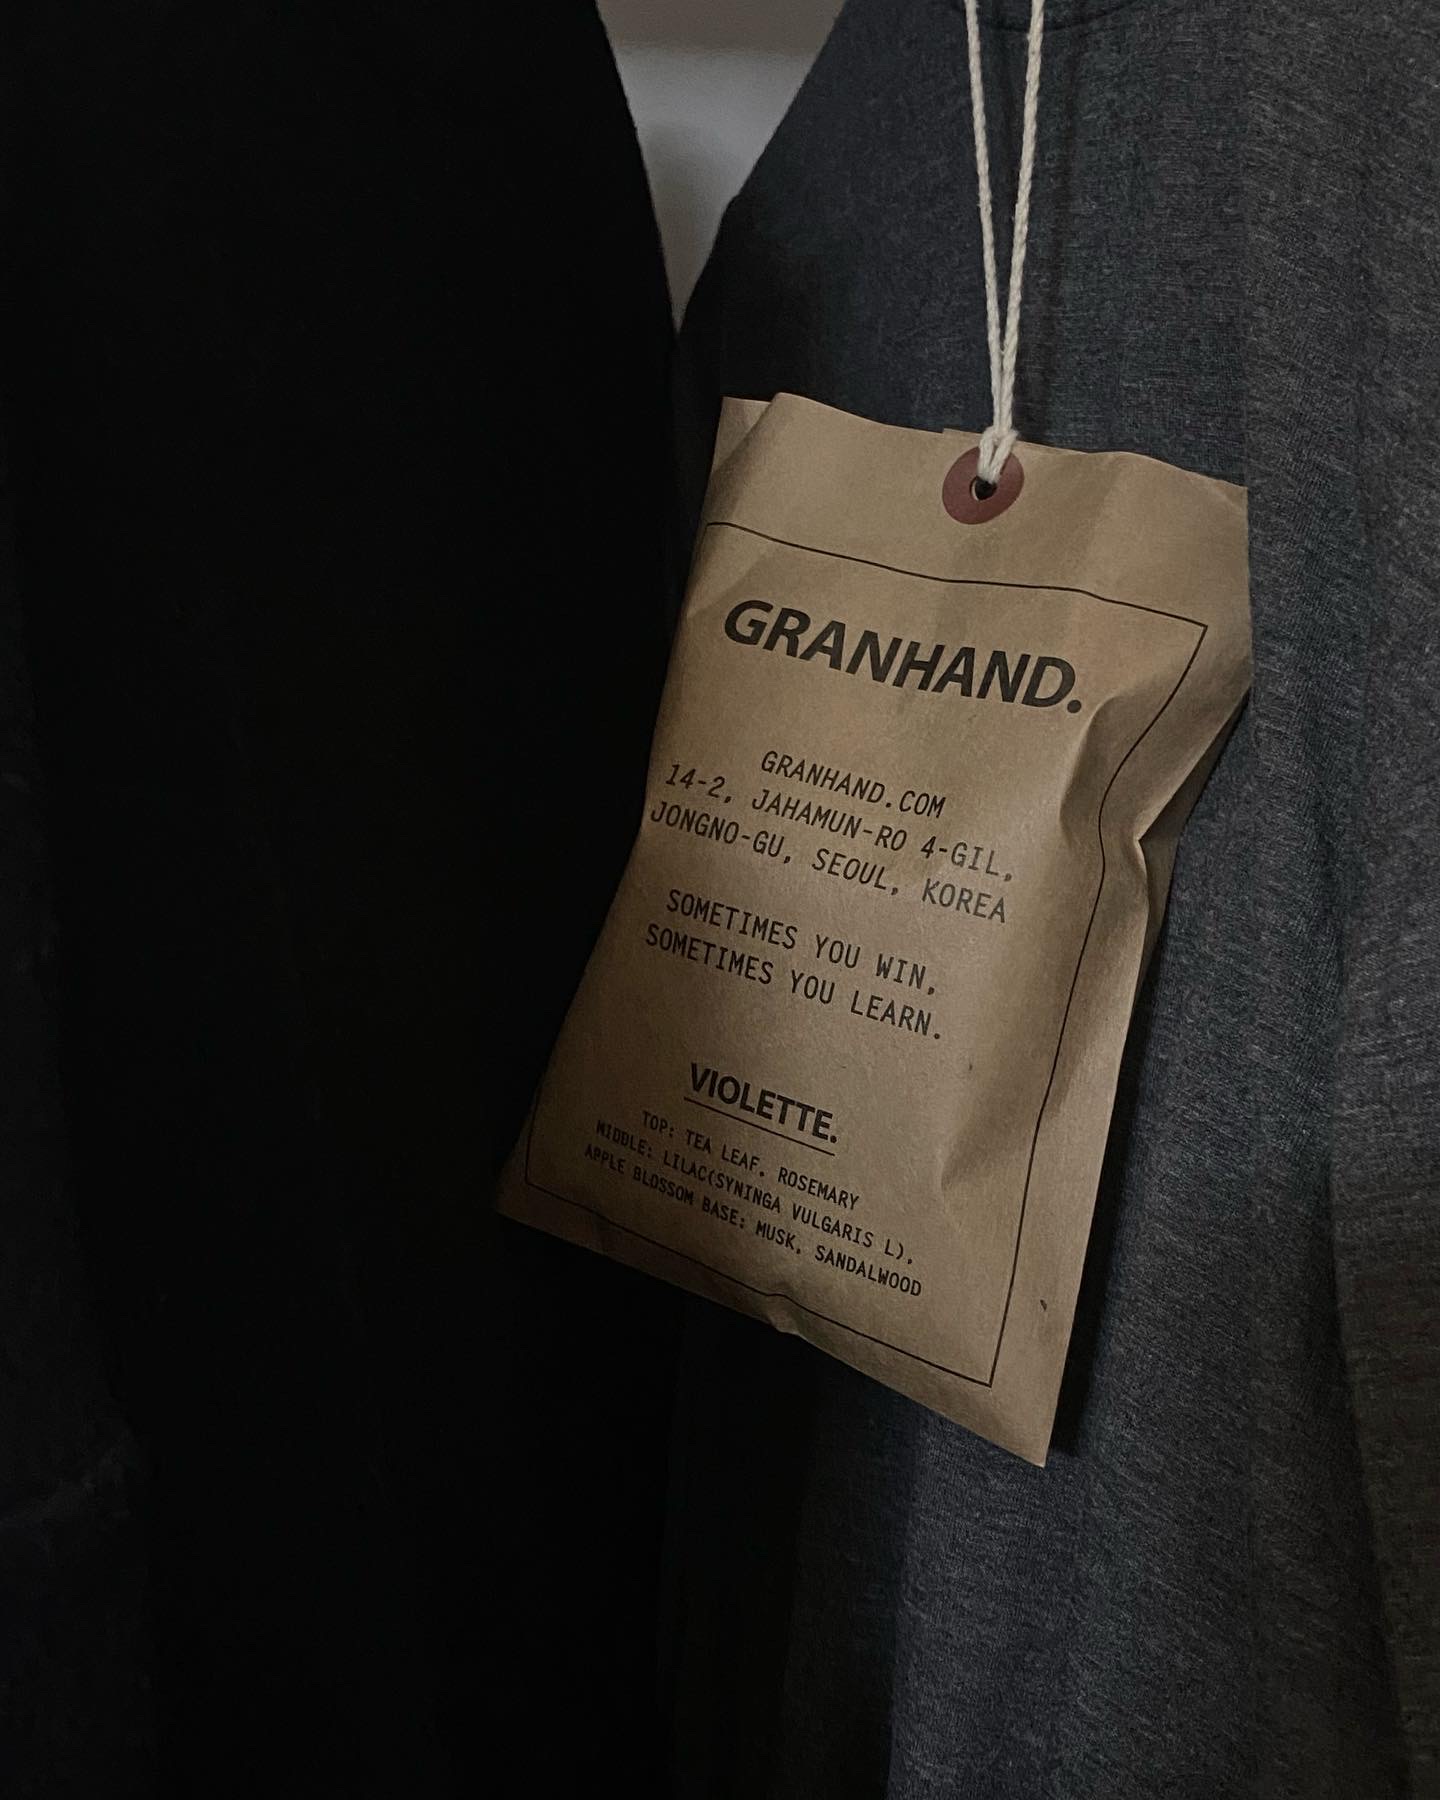 GRANHAND.
GRANHAND.COM
14-2, JAHAMUN-RO 4-GIL,
JONGNO-GU, SEOUL, KOREA
SOMETIMES YOU WIN,
SOMETIMES YOU LEARN.
VIOLETTE.
TOP: TEA LEAF, ROSEMARY
MIDDLE: LILAC(SYNINGA VULGARIS L),
APPLE BLOSSOM BASE: MUSK, SANDALWOOD